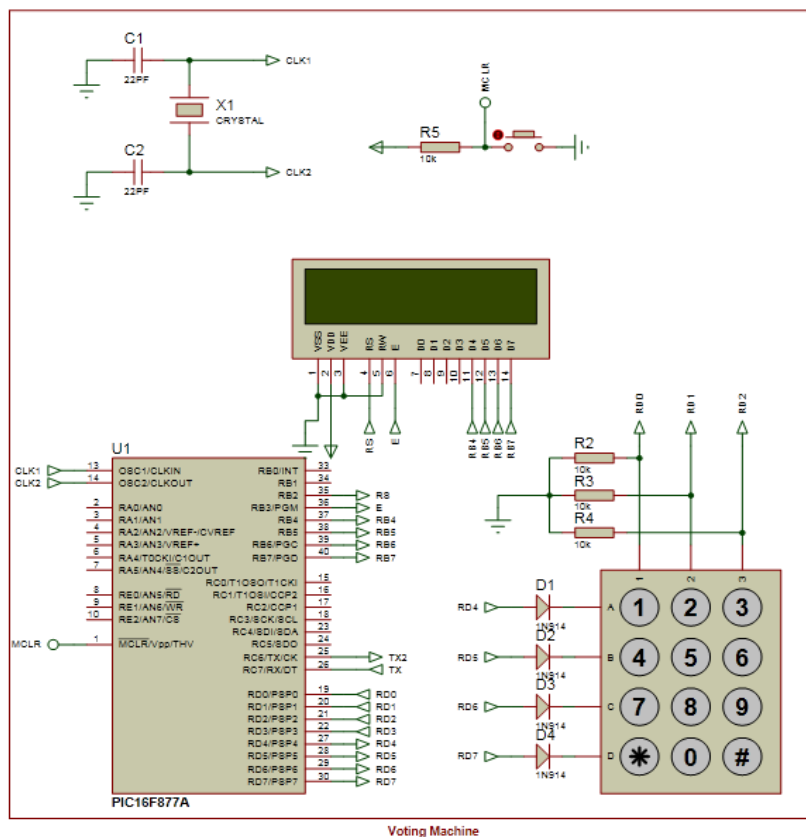 C1
22PF
CLK1
X1
CRYSTAL
C2
22PF
CLK2
MCLR
R5
10k
VSS VDD VEE RS RW E D0 D1 D2 D3 D4 D5 D6 D7
1 2 3 4 5 6 7 8 9 10 11 12 13 14
RS E RB4 RB5 RB6 RB7
RD0 RD1 RD2
R2
10k
R3
10k
R4
10k
U1
CLK1 13 OSC1/CLKIN RB0/INT 33
CLK2 14 OSC2/CLKOUT RB1 34
RB2 35 RS
2 RA0/AN0 RB3/PGM 36 E
3 RA1/AN1 RB4 37 RB4
4 RA2/AN2/VREF-/CVREF RB5 38 RB5
5 RA3/AN3/VREF+ RB6/PGC 39 RB6
6 RA4/T0CKI/C1OUT RB7/PGD 40 RB7
7 RA5/AN4/SS/C2OUT
RC0/T1OSO/T1CKI 15
8 RE0/AN5/RD RC1/T1OSI/CCP2 16
9 RE1/AN6/WR RC2/CCP1 17
10 RE2/AN7/CS RC3/SCK/SCL 18
RC4/SDI/SDA 23
MCLR 1 MCLR/Vpp/THV RC5/SDO 24
RC6/TX/CK 25 TX2
RC7/RX/DT 26 TX
RD0/PSP0 19 RD0
RD1/PSP1 20 RD1
RD2/PSP2 21 RD2
RD3/PSP3 22 RD3
RD4/PSP4 27 RD4
RD5/PSP5 28 RD5
RD6/PSP6 29 RD6
RD7/PSP7 30 RD7
PIC16F877A
1 2 3
D1
RD4 1N914 A 1 2 3
D2
RD5 1N914 B 4 5 6
D3
RD6 1N914 C 7 8 9
D4
RD7 1N914 D * 0 #
Voting Machine